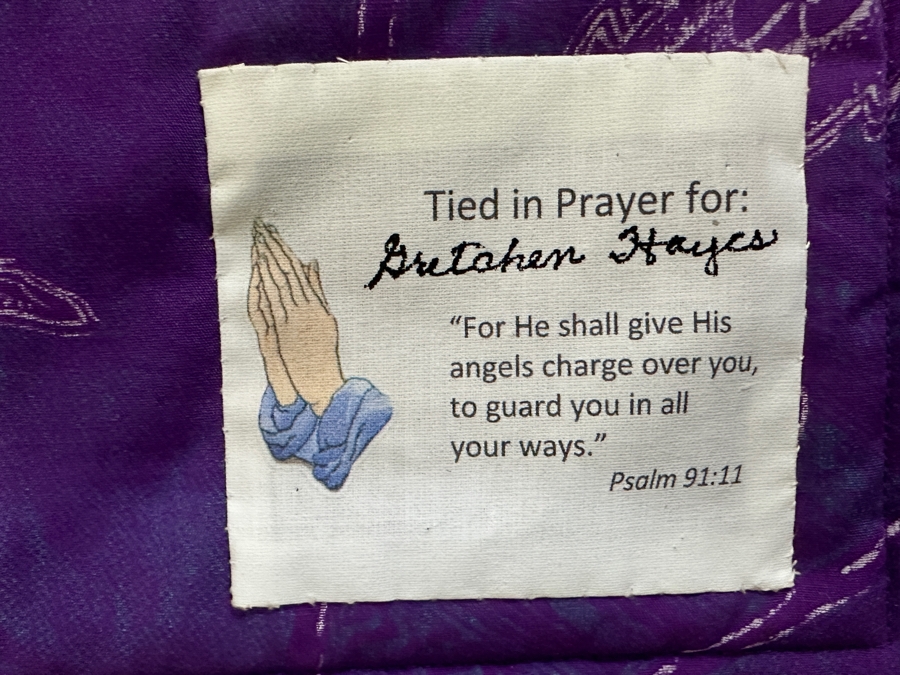 Tied in Prayer for:
Gretchen Hayes
“For He shall give His
angels charge over you,
to guard you in all
your ways.”
Psalm 91:11